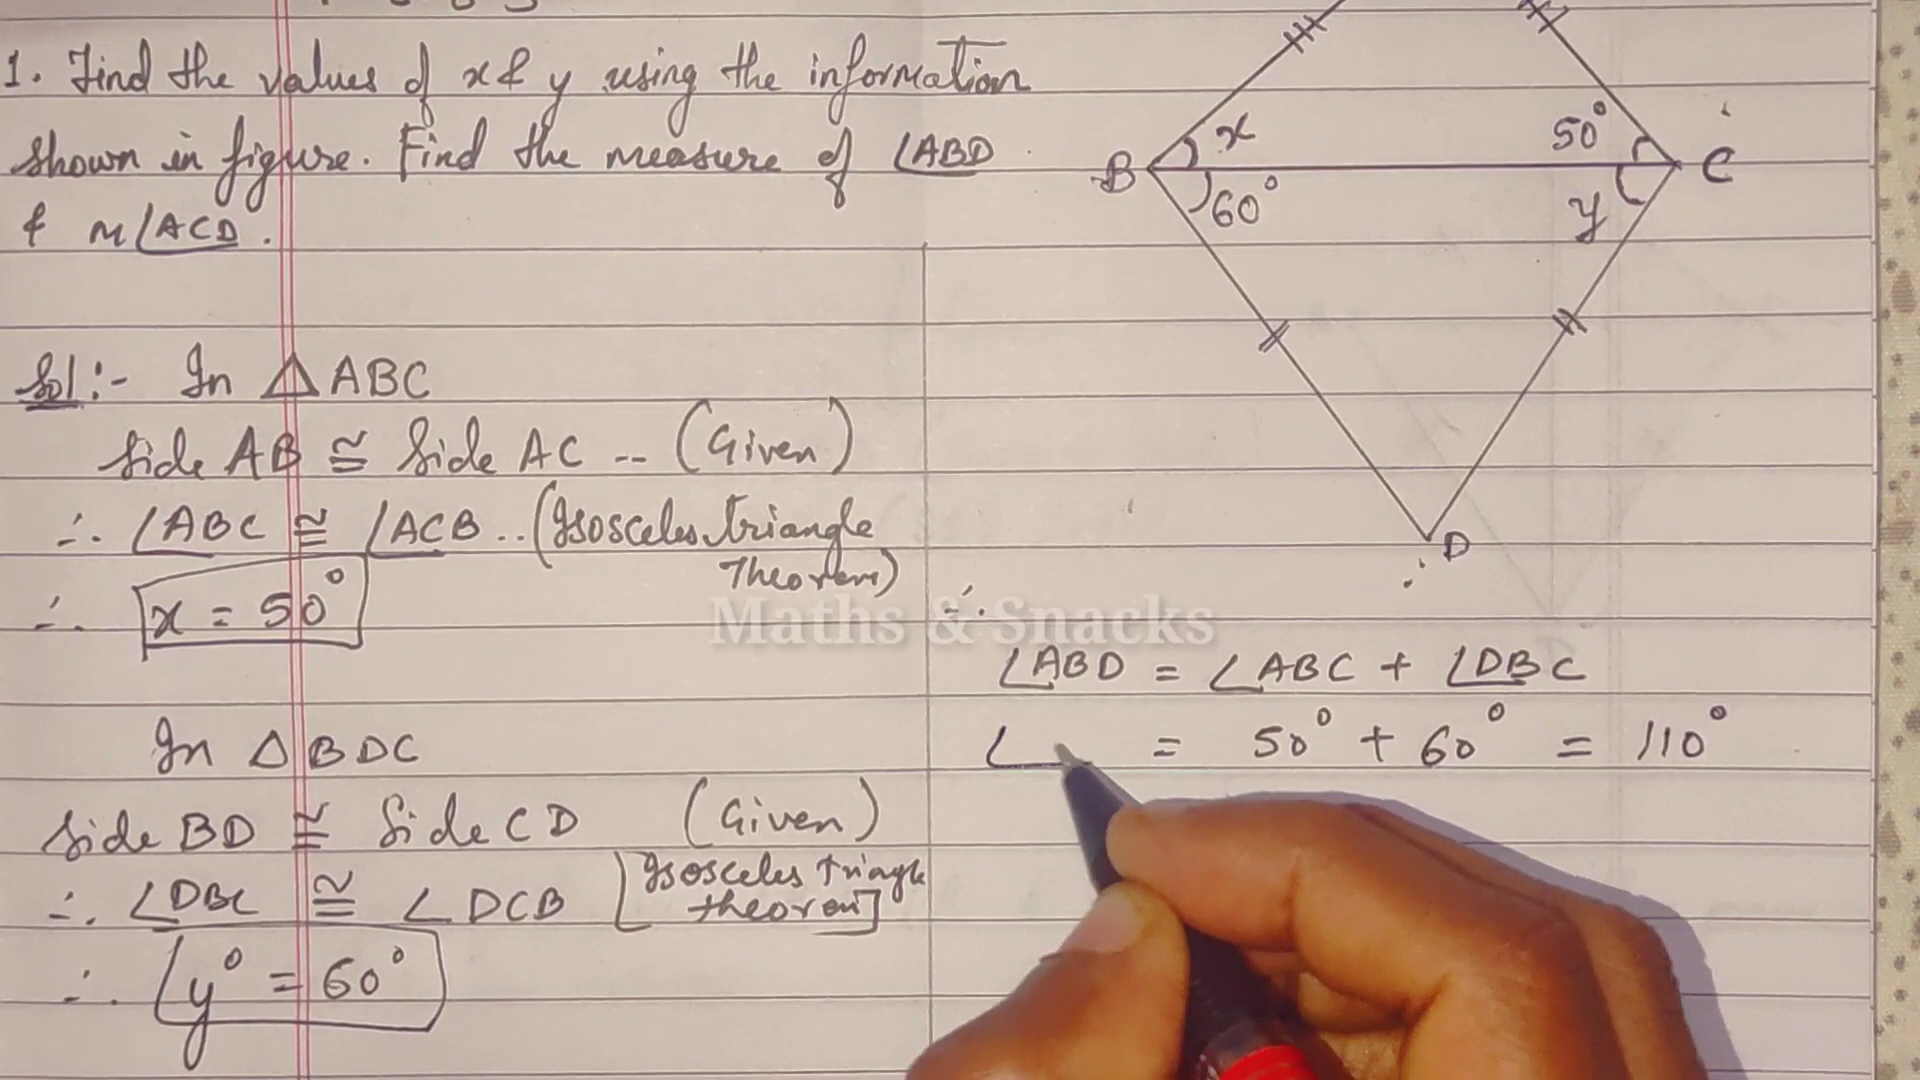 1. Find the values of x & y using the information
shown in figure. Find the measure of ∠ABD
& m∠ACD.
x
50°
B
C
60°
y
D
Sol:- In △ABC
Side AB ≅ Side AC -- (Given)
∴ ∠ABC ≅ ∠ACB .. (Isosceles triangle
Theorem)
∴ x = 50°
In △BDC
Side BD ≅ Side CD (Given)
∴ ∠DBC ≅ ∠DCB [Isosceles triangle
theorem]
∴ y° = 60°
∴
∠ABD = ∠ABC + ∠DBC
∠ = 50° + 60° = 110°
Maths & Snacks